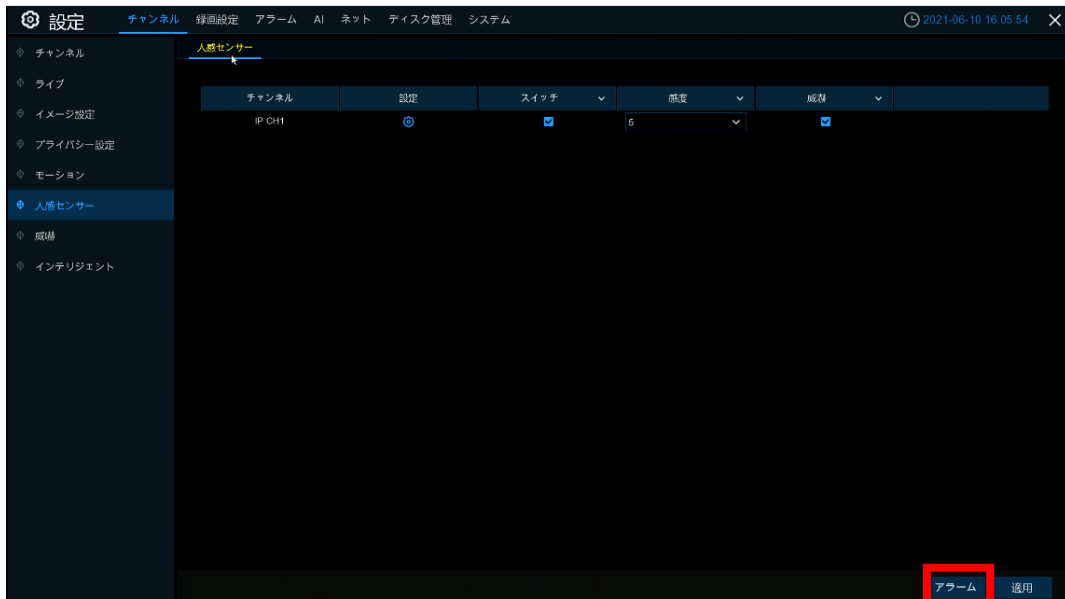 設定 チャンネル 録画設定 アラーム AI ネット ディスク管理 システム 2021-06-10 16:05:54
チャンネル
ライブ
イメージ設定
プライバシー設定
モーション
人感センサー
威嚇
インテリジェント
人感センサー
チャンネル 設定 スイッチ 感度 威嚇
IP CH1 5
アラーム 適用